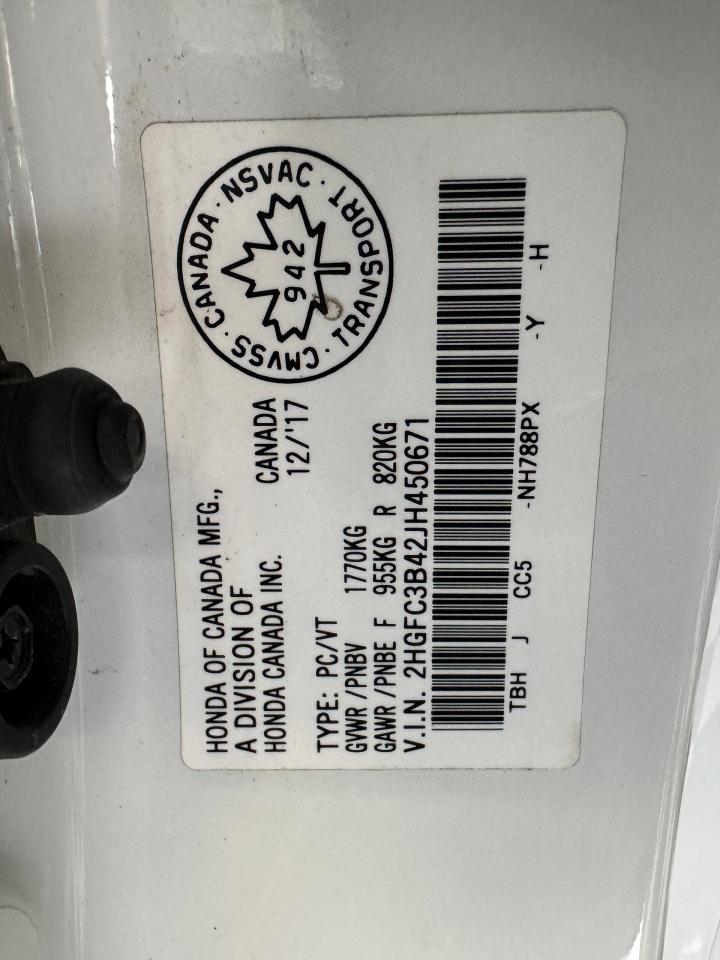 HONDA OF CANADA MFG.,
A DIVISION OF
HONDA CANADA INC.
CANADA
12/'17
CMVSS · CANADA · NSVAC · TRANSPORT ·
942
TYPE: PC/VT
GVWR /PNBV 1770KG
GAWR /PNBE F 955KG R 820KG
V.I.N. 2HGFC3B42JH450671
TBH J CC5 -NH788PX -Y -H